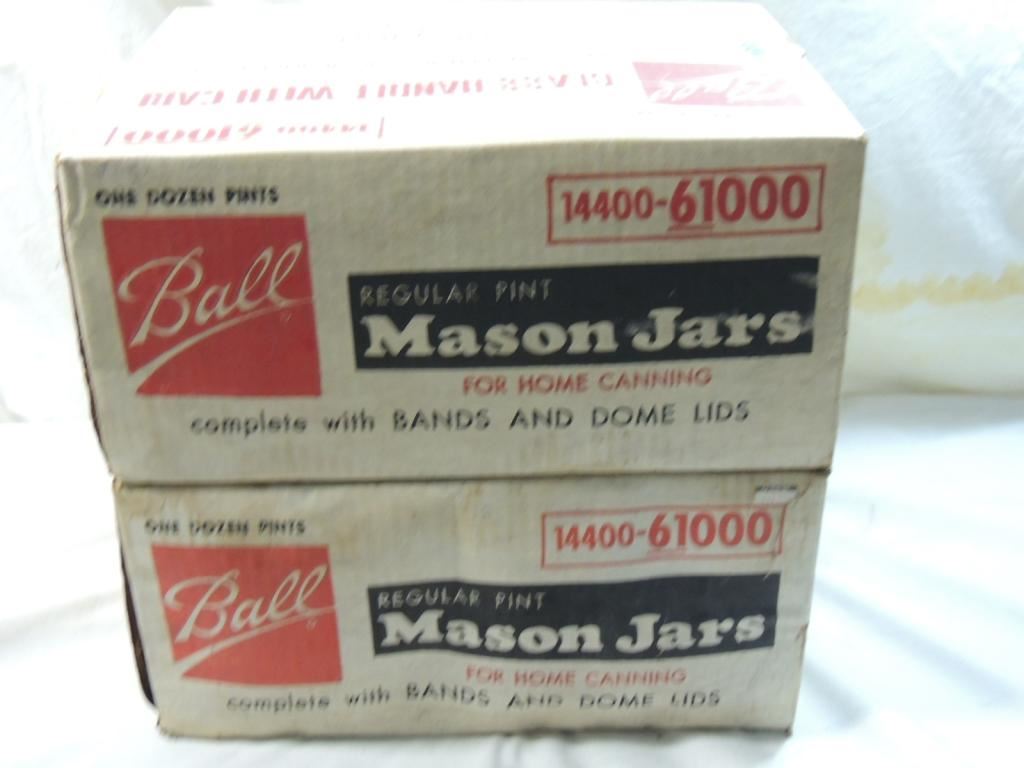 GLASS HANDLE WITH CARE
ONE DOZEN PINTS
14400-61000
Ball
REGULAR PINT
Mason Jars
FOR HOME CANNING
complete with BANDS AND DOME LIDS
ONE DOZEN PINTS
14400-61000
Ball
REGULAR PINT
Mason Jars
FOR HOME CANNING
complete with BANDS AND DOME LIDS